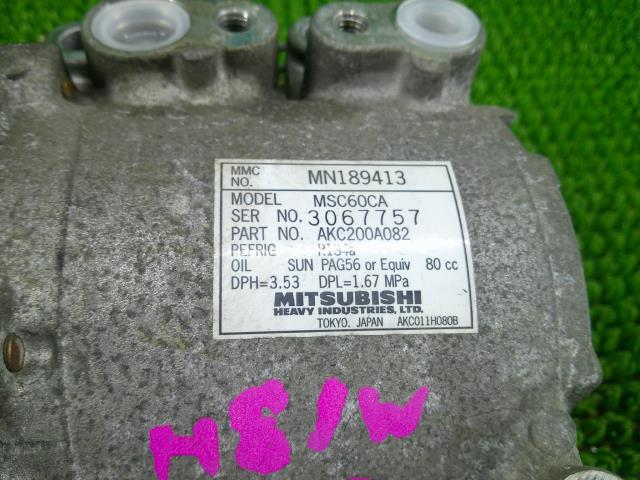 MMC NO. MN189413
MODEL MSC60CA
SER NO. 3067757
PART NO. AKC200A082
REFRIG R134a
OIL SUN PAG56 or Equiv 80 cc
DPH=3.53 DPL=1.67 MPa
MITSUBISHI
HEAVY INDUSTRIES, LTD.
TOKYO. JAPAN AKC011H080B
H81W